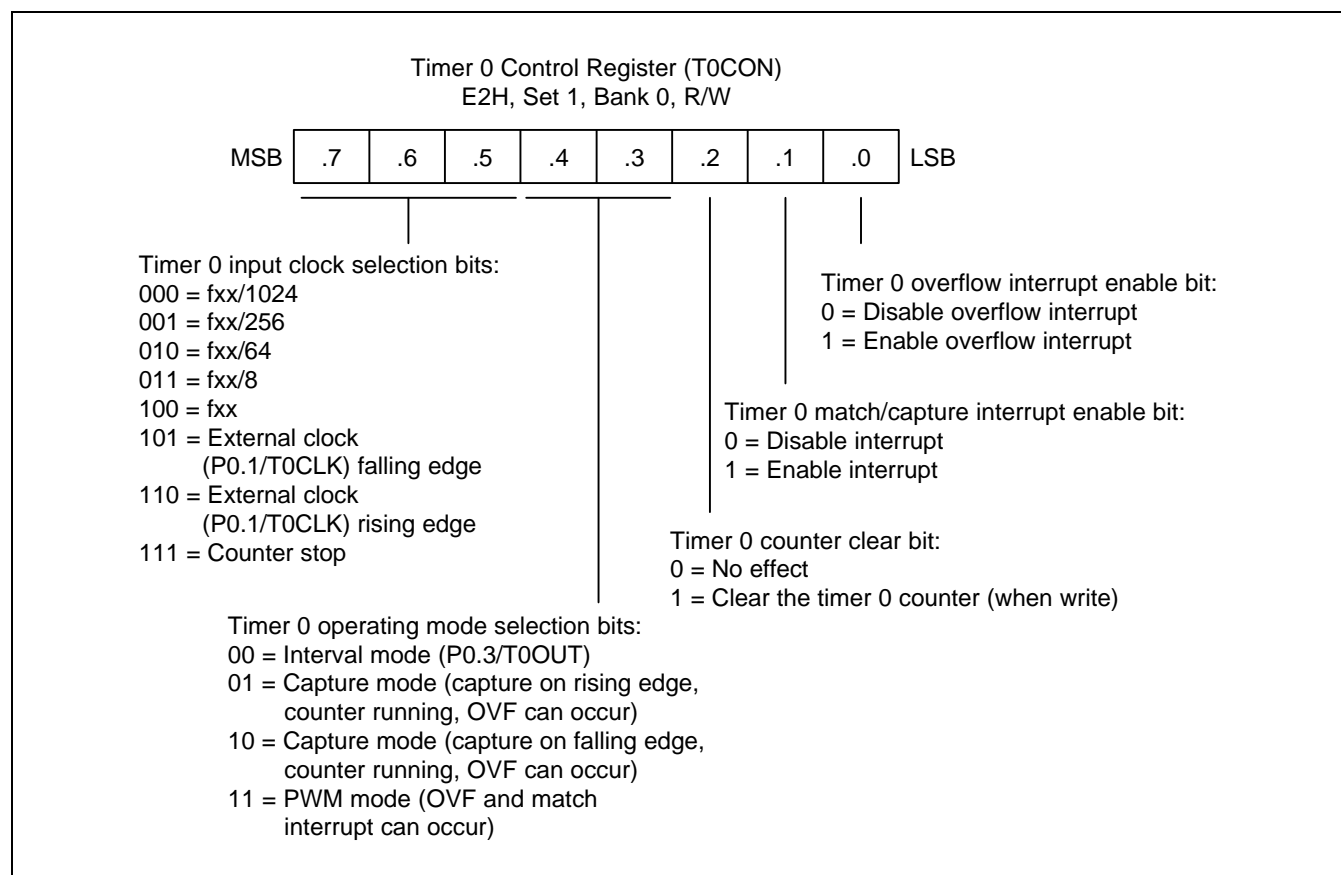 Timer 0 Control Register (T0CON)
E2H, Set 1, Bank 0, R/W
MSB .7 .6 .5 .4 .3 .2 .1 .0 LSB
Timer 0 input clock selection bits:
000 = fxx/1024
001 = fxx/256
010 = fxx/64
011 = fxx/8
100 = fxx
101 = External clock
(P0.1/T0CLK) falling edge
110 = External clock
(P0.1/T0CLK) rising edge
111 = Counter stop
Timer 0 overflow interrupt enable bit:
0 = Disable overflow interrupt
1 = Enable overflow interrupt
Timer 0 match/capture interrupt enable bit:
0 = Disable interrupt
1 = Enable interrupt
Timer 0 counter clear bit:
0 = No effect
1 = Clear the timer 0 counter (when write)
Timer 0 operating mode selection bits:
00 = Interval mode (P0.3/T0OUT)
01 = Capture mode (capture on rising edge,
counter running, OVF can occur)
10 = Capture mode (capture on falling edge,
counter running, OVF can occur)
11 = PWM mode (OVF and match
interrupt can occur)